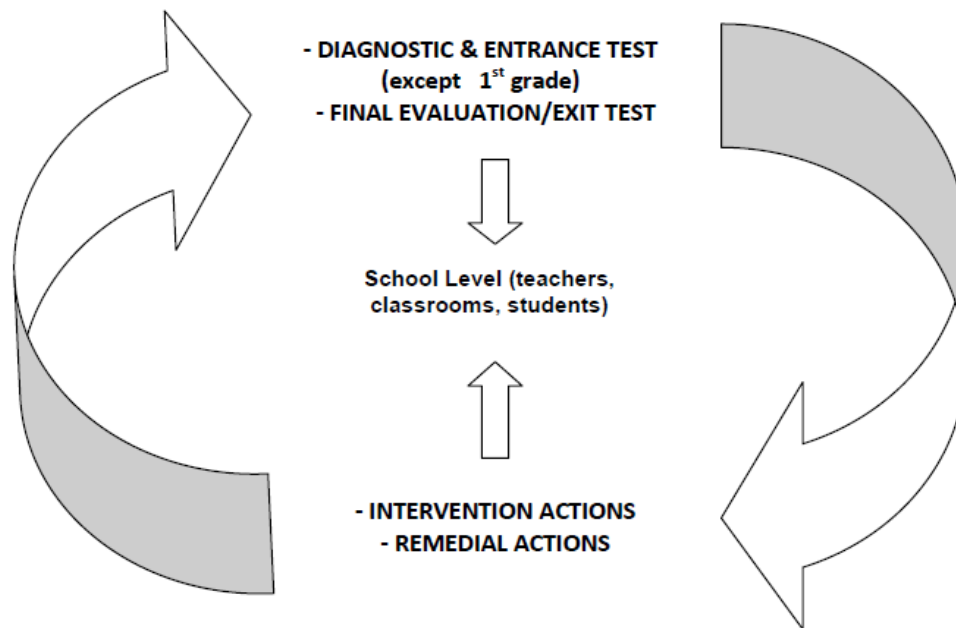 - DIAGNOSTIC & ENTRANCE TEST
(except 1st grade)
- FINAL EVALUATION/EXIT TEST
School Level (teachers,
classrooms, students)
- INTERVENTION ACTIONS
- REMEDIAL ACTIONS